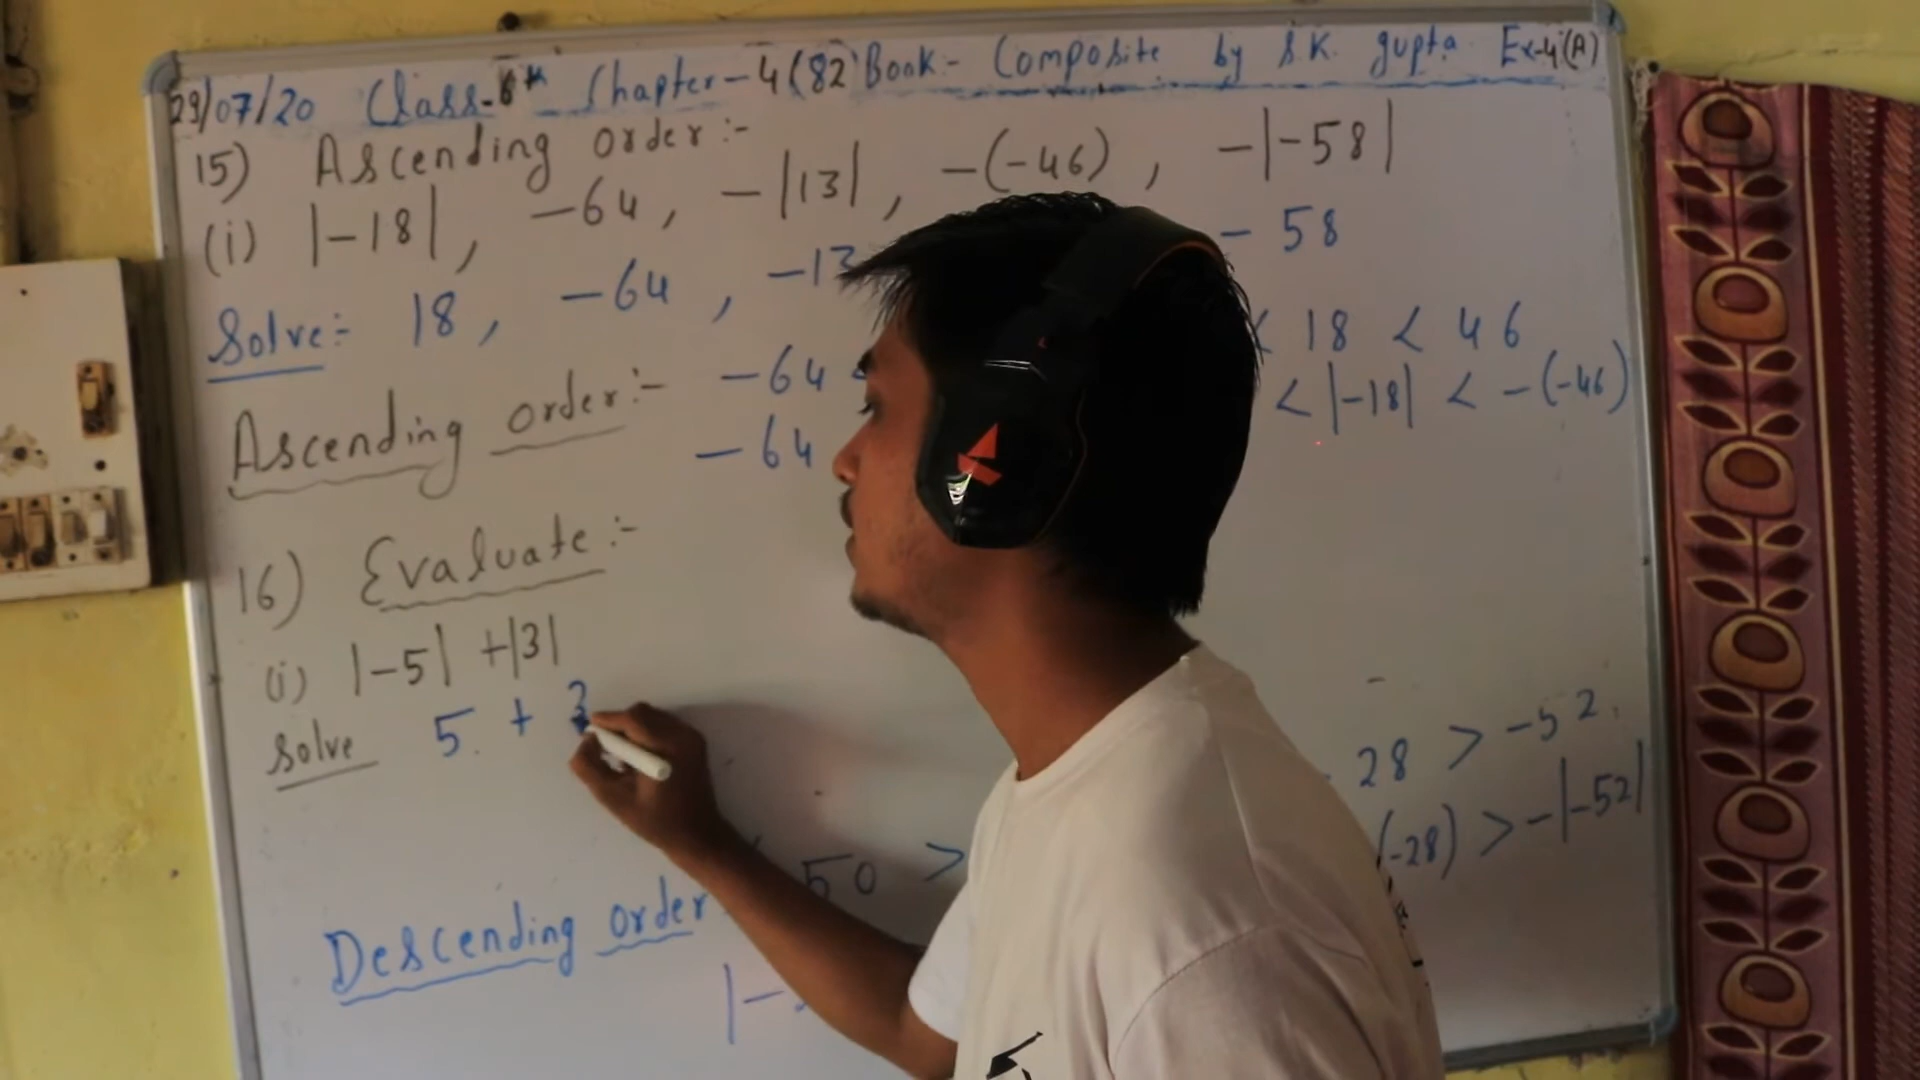 29/07/20 Class-6th Chapter-4(82) Book:- Composite by S.K. gupta Ex-4(A)
15) Ascending order:-
(i) |-18|, -64, -|13|, -(-46), -|-58|
Solve:- 18, -64, -13 - 58
Ascending order:- -64 < < 18 < 46
-64 < |-18| < -(-46)
16) Evaluate:-
(i) |-5| +|3|
Solve 5 + 3
28 > -52
50 > (-28) > -|-52|
Descending order
|-